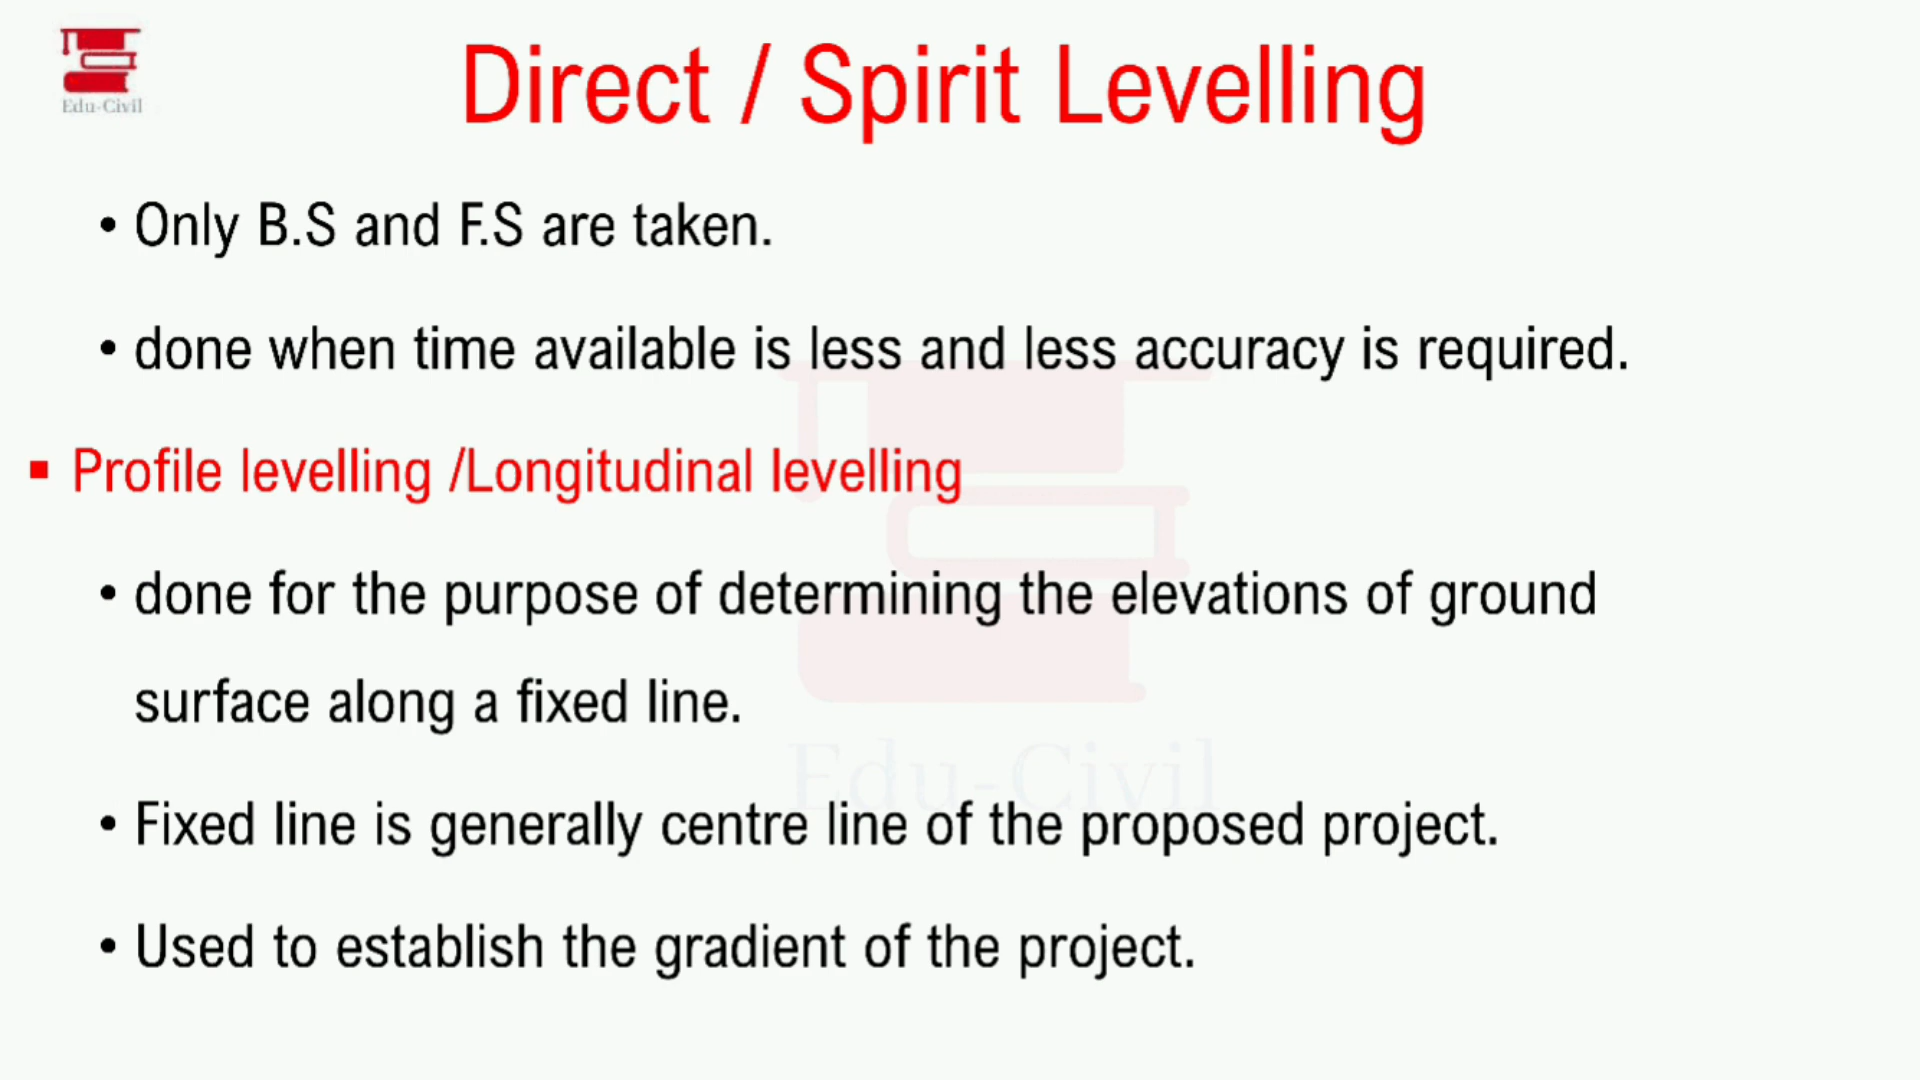 Edu-Civil
Direct / Spirit Levelling
• Only B.S and F.S are taken.
• done when time available is less and less accuracy is required.
▪ Profile levelling /Longitudinal levelling
• done for the purpose of determining the elevations of ground
surface along a fixed line.
Edu-Civil
• Fixed line is generally centre line of the proposed project.
• Used to establish the gradient of the project.